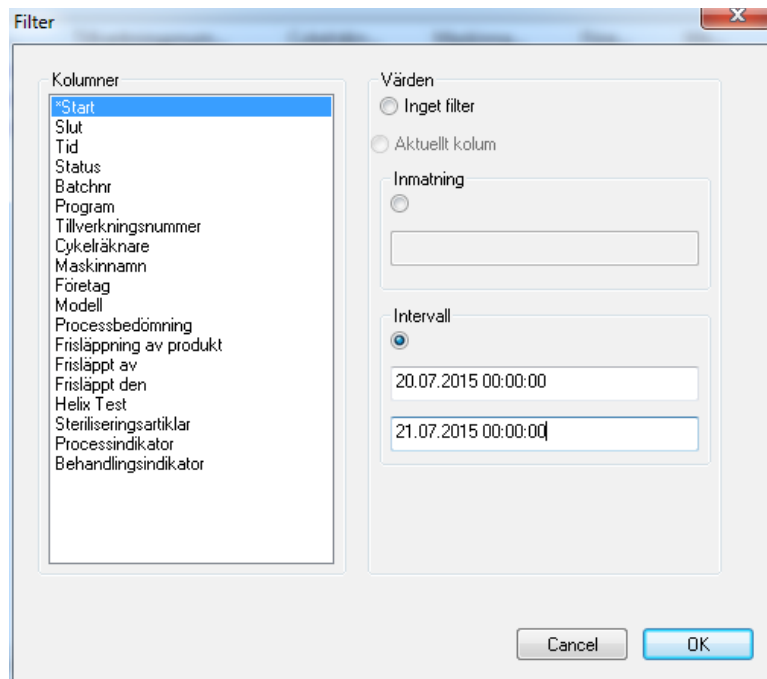 Filter
x
Kolumner
*Start
Slut
Tid
Status
Batchnr
Program
Tillverkningsnummer
Cykelräknare
Maskinnamn
Företag
Modell
Processbedömning
Frisläppning av produkt
Frisläppt av
Frisläppt den
Helix Test
Steriliseringsartiklar
Processindikator
Behandlingsindikator
Värden
Inget filter
Aktuellt kolum
Inmatning
Intervall
20.07.2015 00:00:00
21.07.2015 00:00:00
Cancel
OK